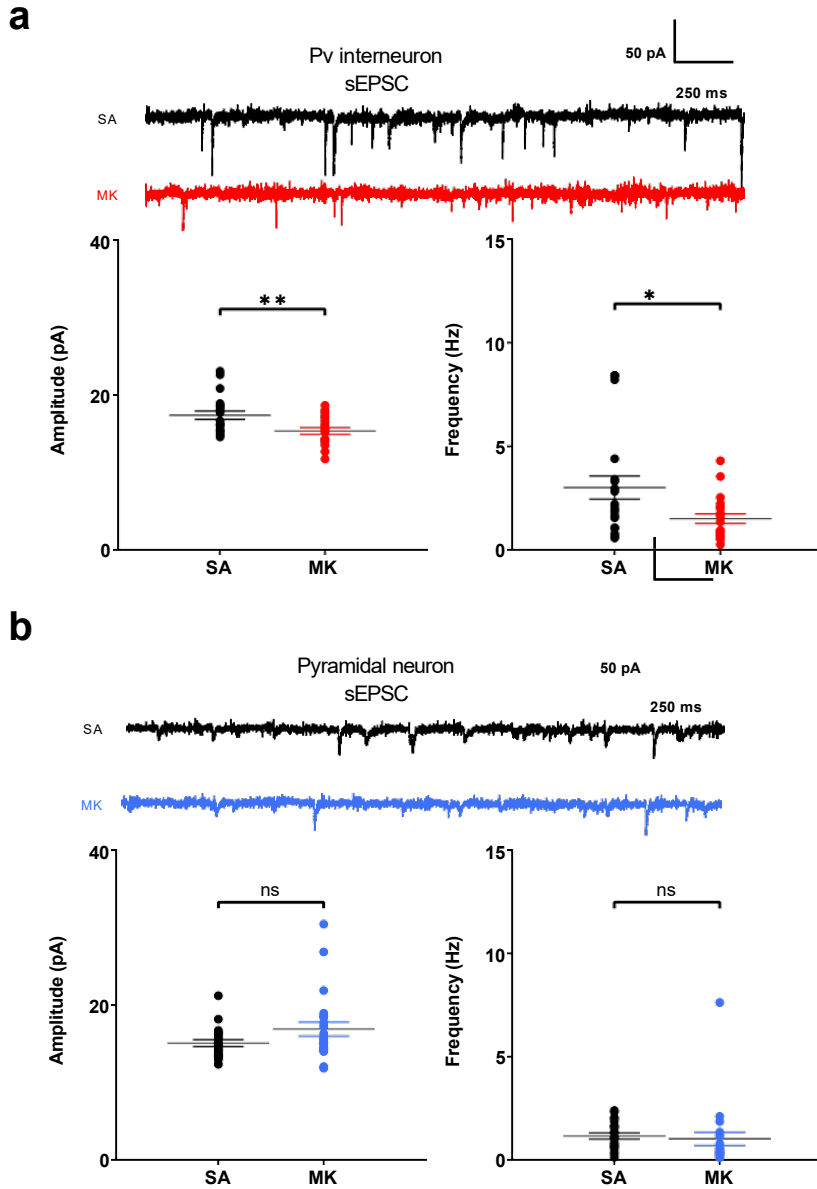 a
Pv interneuron
sEPSC
50 pA
250 ms
SA
MK
40
20
0
Amplitude (pA)
**
SA
MK
15
10
5
0
Frequency (Hz)
*
SA
MK
b
Pyramidal neuron
sEPSC
50 pA
250 ms
SA
MK
40
20
0
Amplitude (pA)
ns
SA
MK
15
10
5
0
Frequency (Hz)
ns
SA
MK